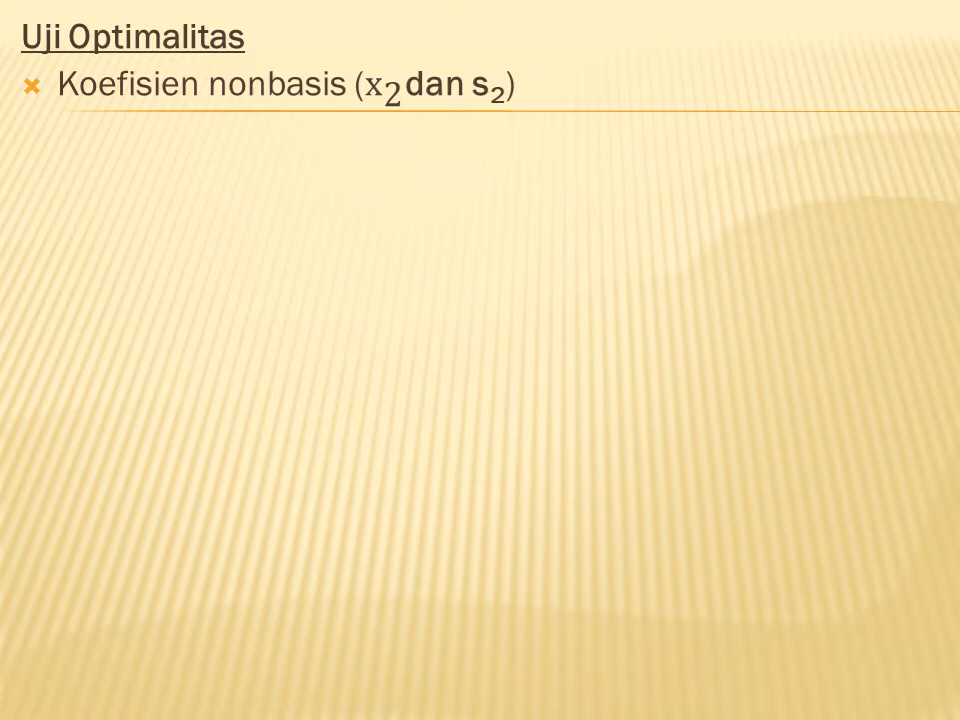 Uji Optimalitas
Koefisien nonbasis (x₂ dan s₂)